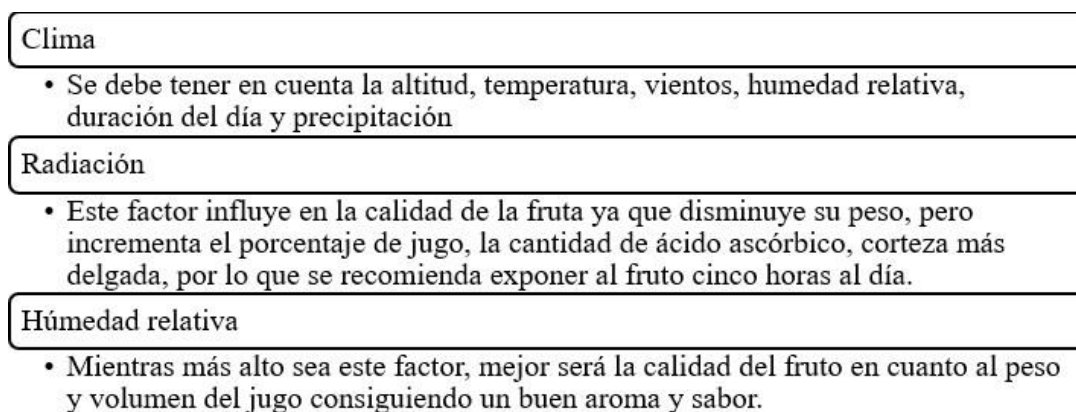 Clima
• Se debe tener en cuenta la altitud, temperatura, vientos, humedad relativa,
duración del día y precipitación
Radiación
• Este factor influye en la calidad de la fruta ya que disminuye su peso, pero
incrementa el porcentaje de jugo, la cantidad de ácido ascórbico, corteza más
delgada, por lo que se recomienda exponer al fruto cinco horas al día.
Húmedad relativa
• Mientras más alto sea este factor, mejor será la calidad del fruto en cuanto al peso
y volumen del jugo consiguiendo un buen aroma y sabor.